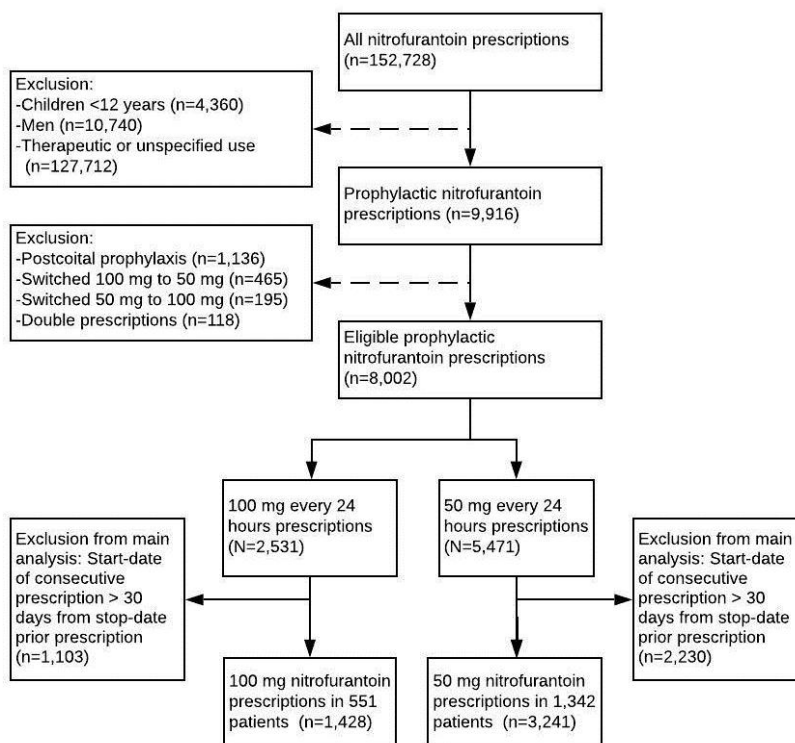 All nitrofurantoin prescriptions
(n=152,728)
Exclusion:
-Children <12 years (n=4,360)
-Men (n=10,740)
-Therapeutic or unspecified use
(n=127,712)
Prophylactic nitrofurantoin
prescriptions (n=9,916)
Exclusion:
-Postcoital prophylaxis (n=1,136)
-Switched 100 mg to 50 mg (n=465)
-Switched 50 mg to 100 mg (n=195)
-Double prescriptions (n=118)
Eligible prophylactic
nitrofurantoin prescriptions
(n=8,002)
100 mg every 24
hours prescriptions
(N=2,531)
50 mg every 24
hours prescriptions
(N=5,471)
Exclusion from main
analysis: Start-date
of consecutive
prescription > 30
days from stop-date
prior prescription
(n=1,103)
Exclusion from main
analysis: Start-date
of consecutive
prescription > 30
days from stop-date
prior prescription
(n=2,230)
100 mg nitrofurantoin
prescriptions in 551
patients (n=1,428)
50 mg nitrofurantoin
prescriptions in 1,342
patients (n=3,241)